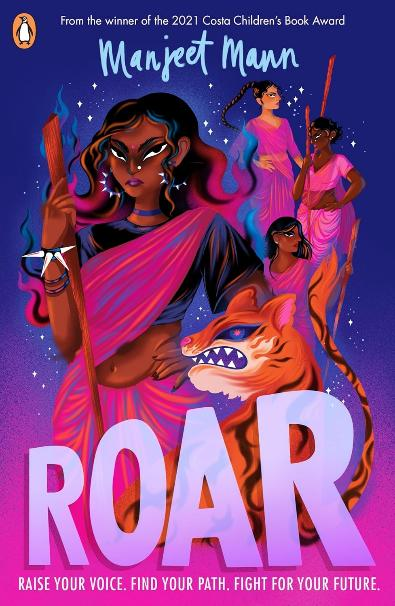 From the winner of the 2021 Costa Children's Book Award
Manjeet Mann
ROAR
RAISE YOUR VOICE. FIND YOUR PATH. FIGHT FOR YOUR FUTURE.